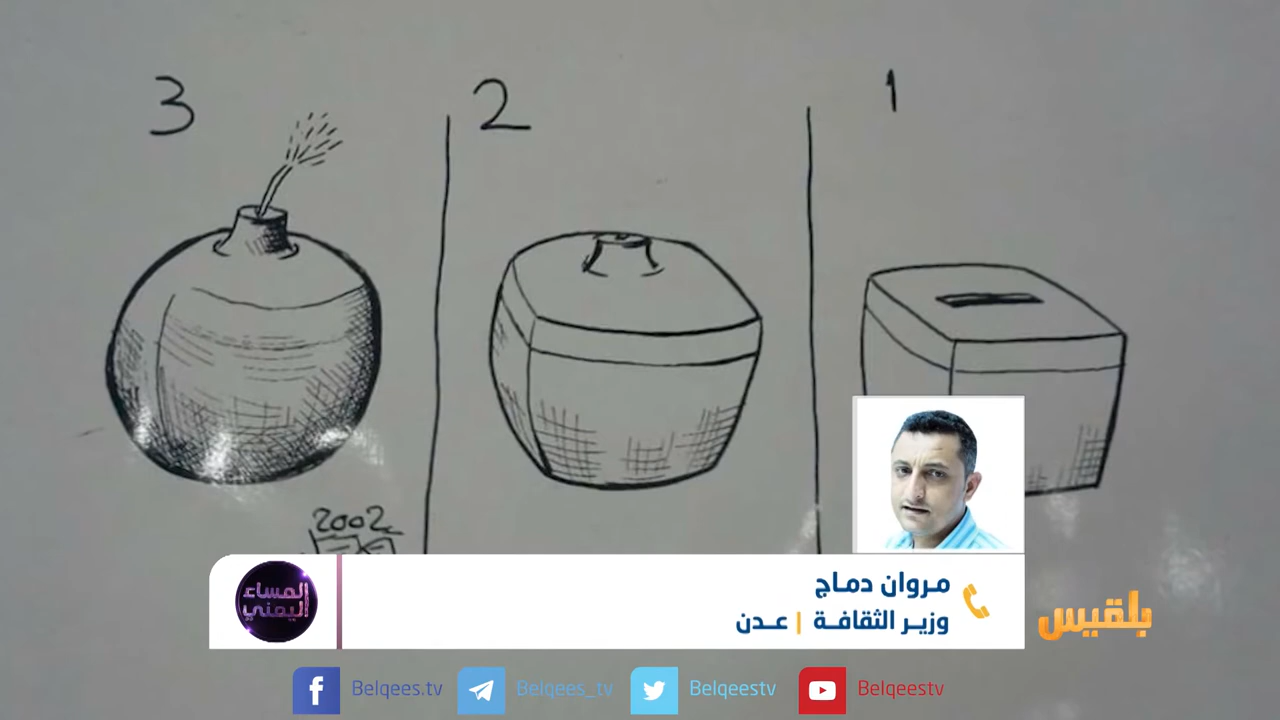 3
2
1
2002
مروان دماج
وزير الثقافة | عدن
المساء اليمني
بلقيس
Belqees.tv
Belqees_tv
Belqeestv
Belqeestv